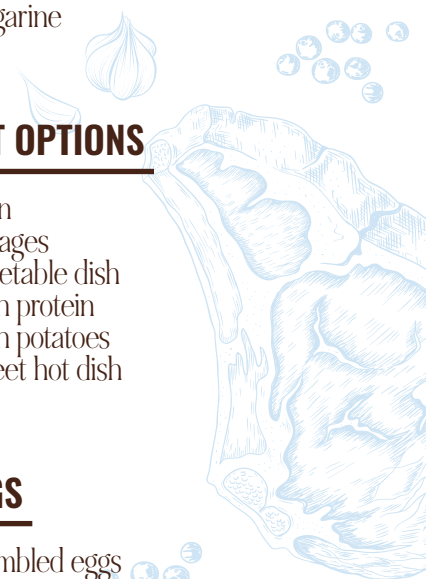 garine
T OPTIONS
n
ages
etable dish
n protein
n potatoes
eet hot dish
GS
mbled eggs